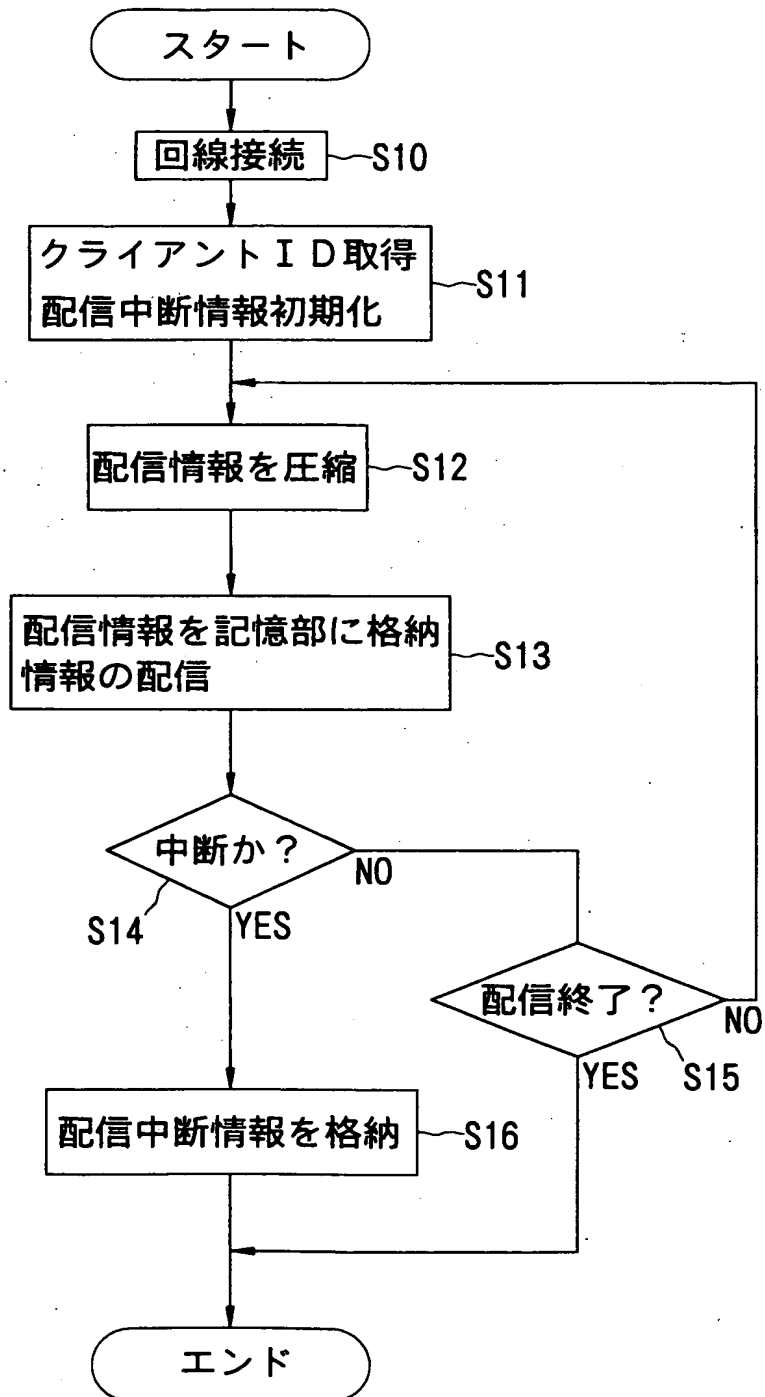 スタート
回線接続
S10
クライアントＩＤ取得
配信中断情報初期化
S11
配信情報を圧縮
S12
配信情報を記憶部に格納
情報の配信
S13
中断か？
NO
S14
YES
配信終了？
NO
YES
S15
配信中断情報を格納
S16
エンド